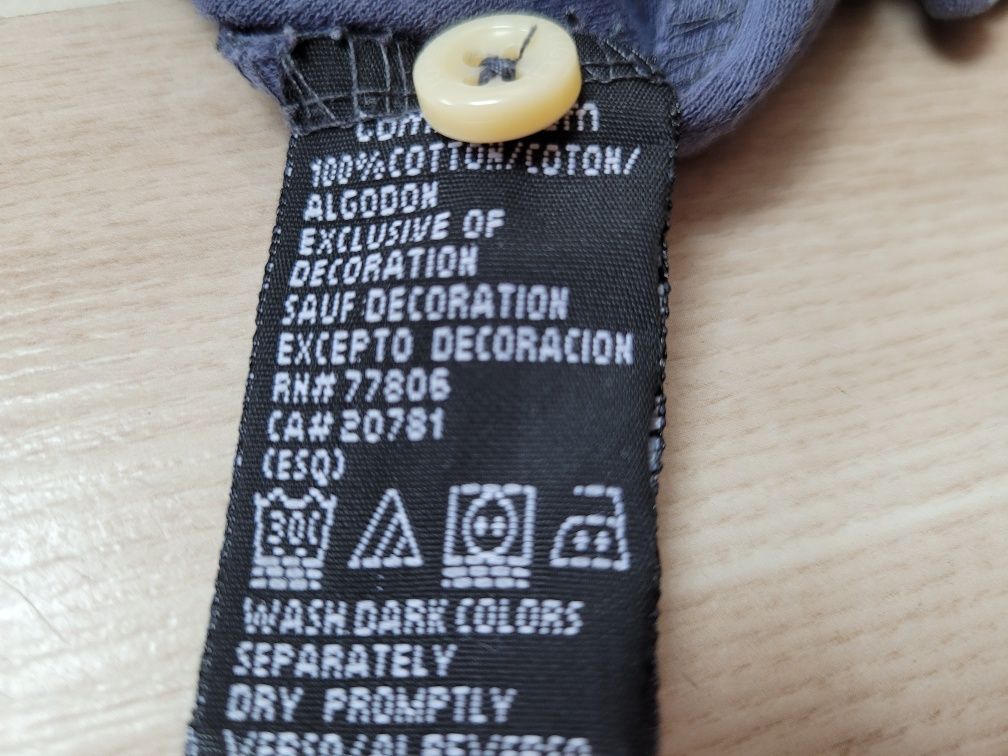 100% COTTON/COTON/
ALGODON
EXCLUSIVE OF
DECORATION
SAUF DECORATION
EXCEPTO DECORACION
RN# 77806
CA# 20781
(ESQ)
30C
WASH DARK COLORS
SEPARATELY
DRY PROMPTLY